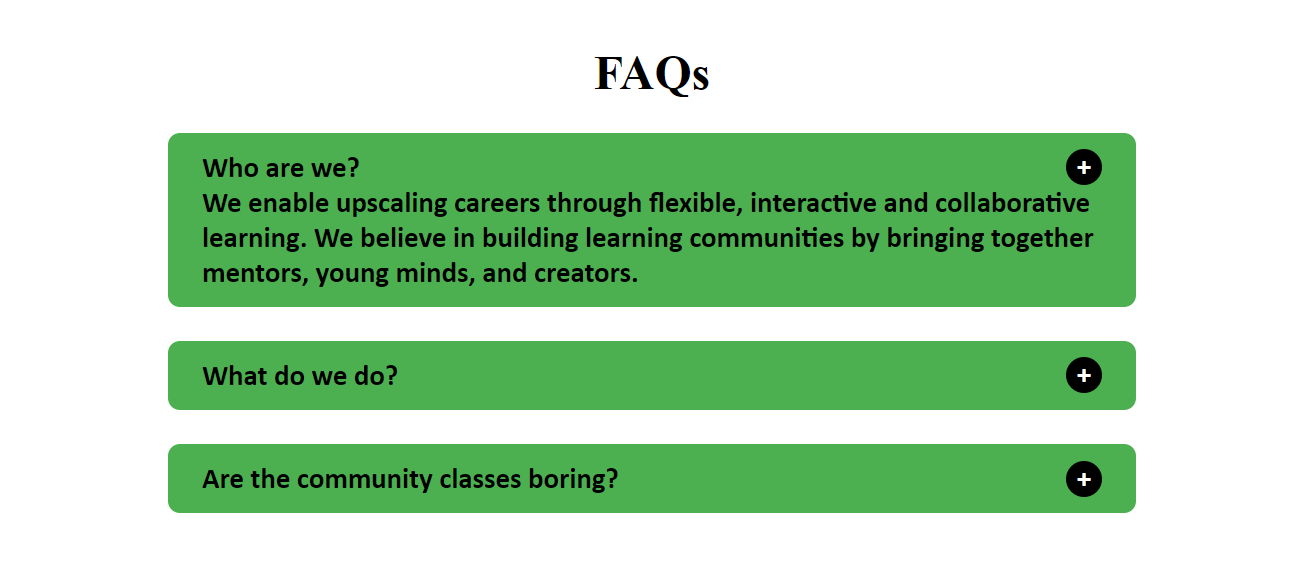 FAQs
Who are we?
+
We enable upscaling careers through flexible, interactive and collaborative
learning. We believe in building learning communities by bringing together
mentors, young minds, and creators.
What do we do?
+
Are the community classes boring?
+